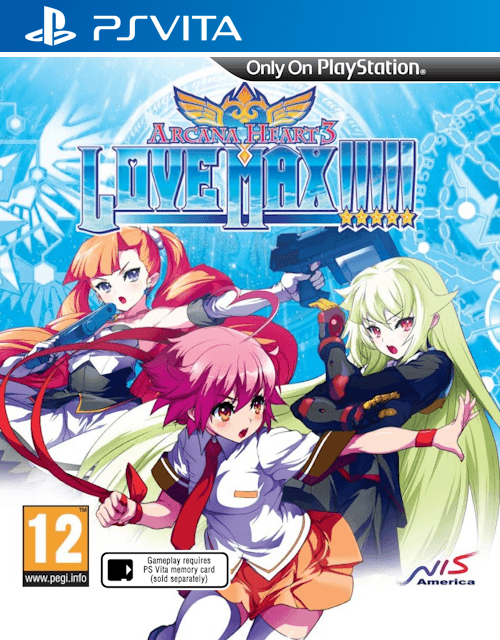 PSVITA
Only On PlayStation®
ARCANA HEART 3
LOVE MAX!!!!!
12
TM
www.pegi.info
Gameplay requires
PS Vita memory card
(sold separately)
NIS
America